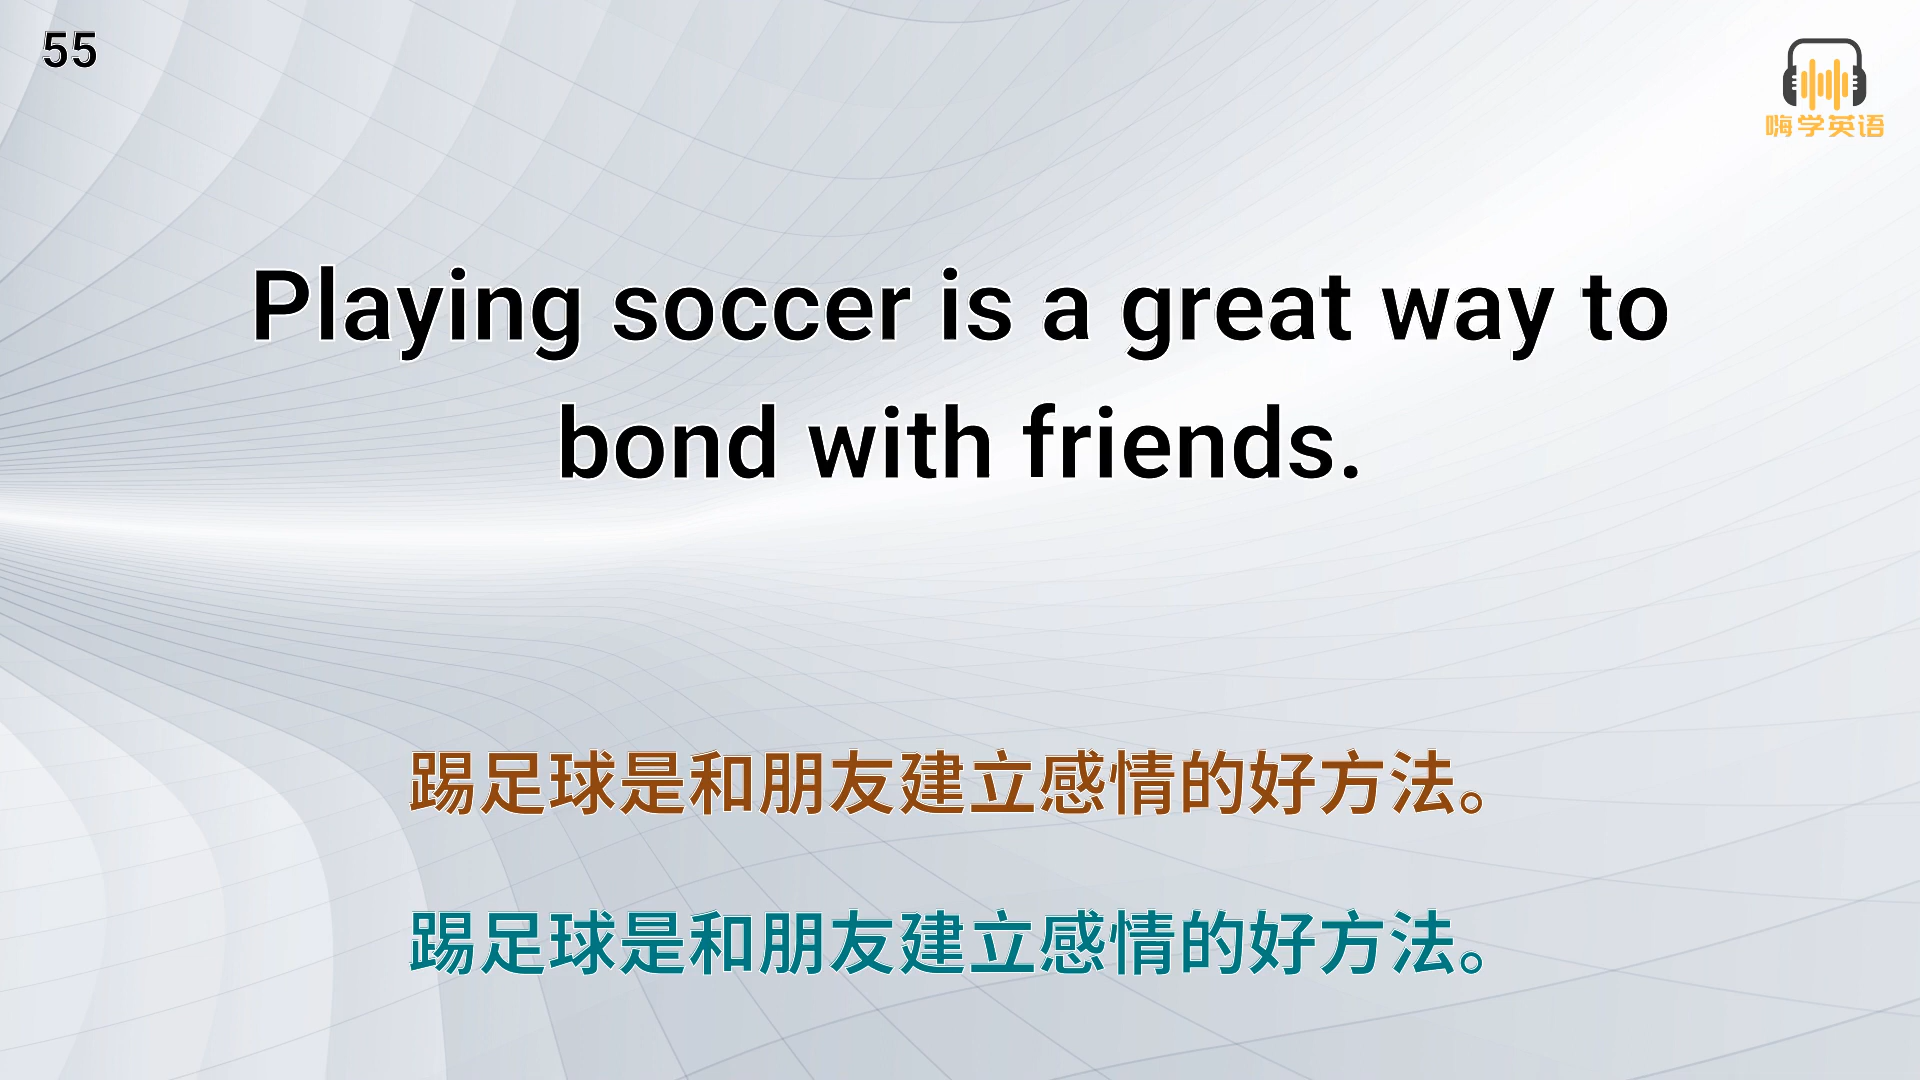 55
嗨学英语
Playing soccer is a great way to
bond with friends.
踢足球是和朋友建立感情的好方法。
踢足球是和朋友建立感情的好方法。